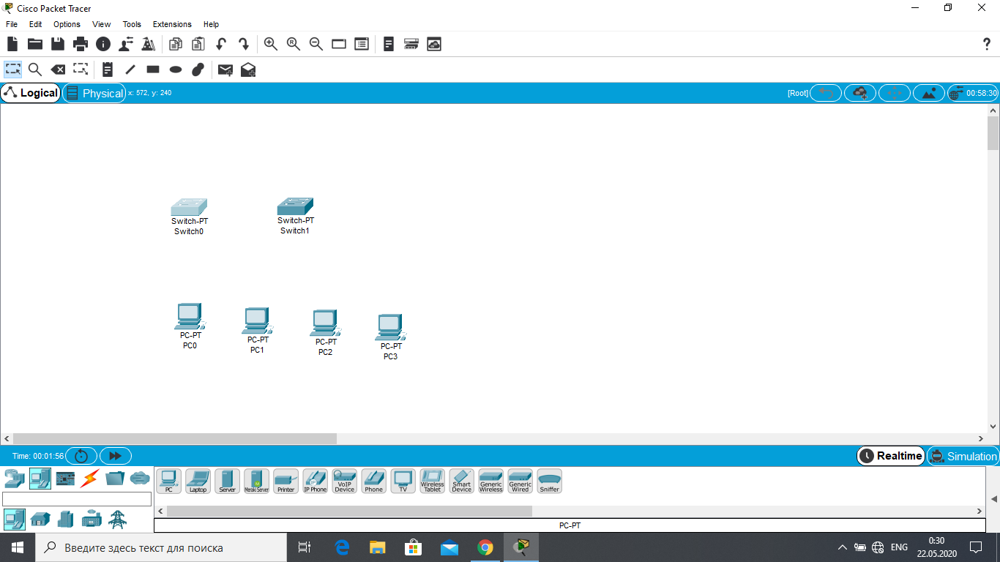 Cisco Packet Tracer
File Edit Options View Tools Extensions Help
?
Logical Physical x: 572, y: 240 [Root] 00:58:30
Switch-PT Switch-PT
Switch0 Switch1
PC-PT PC-PT PC-PT PC-PT
PC0 PC1 PC2 PC3
Time: 00:01:56 Realtime Simulation
PC Laptop Server Meraki Server Printer IP Phone VoIP Device Phone TV Wireless Tablet Smart Device Generic Wireless Generic Wired Sniffer
PC-PT
Введите здесь текст для поиска ENG 0:30
22.05.2020